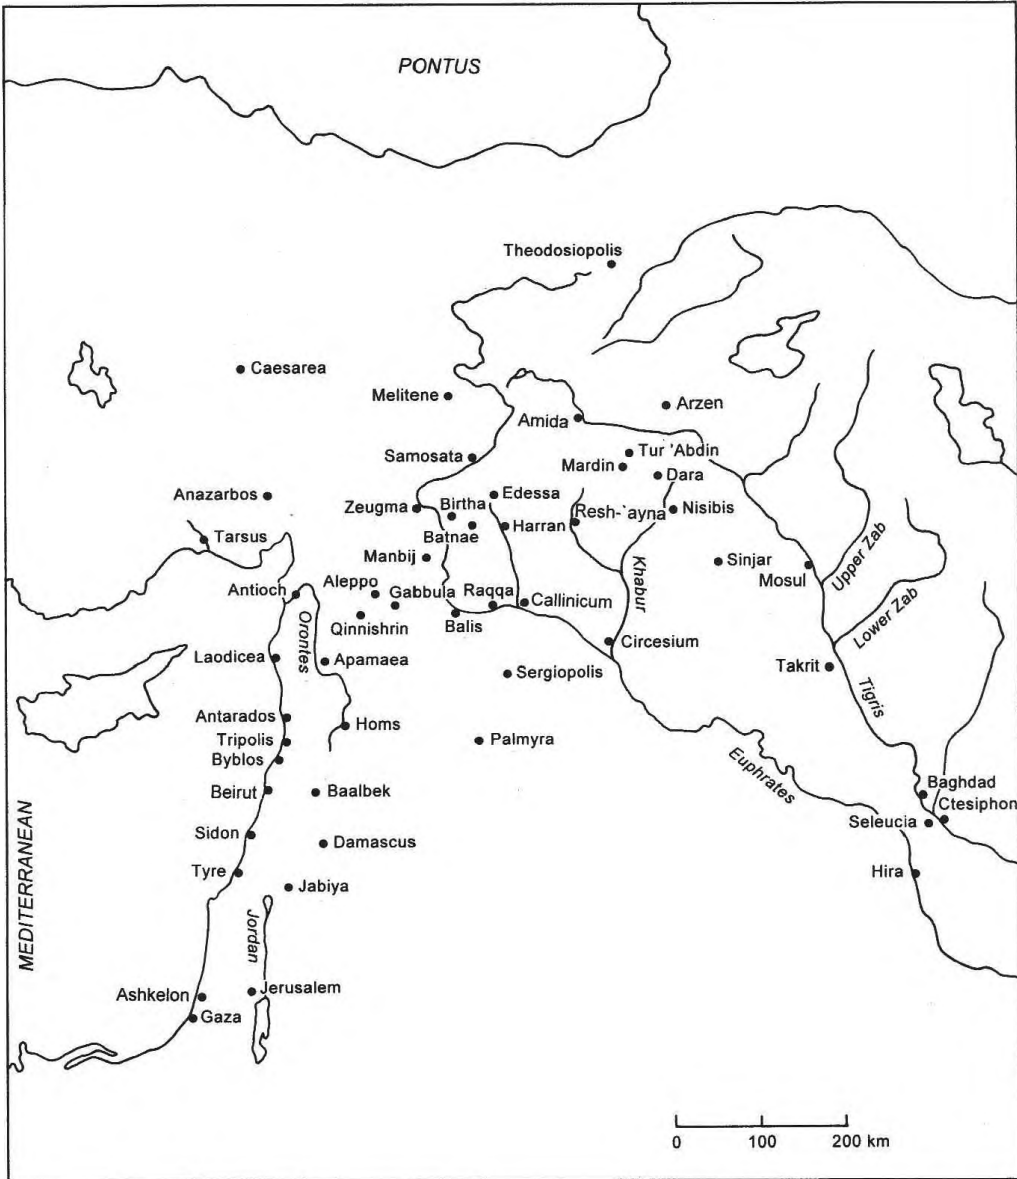 PONTUS
Theodosiopolis
Caesarea
Melitene
Arzen
Amida
Tur 'Abdin
Samosata
Mardin
Dara
Anazarbos
Edessa
Zeugma
Birtha
Resh-`ayna
Nisibis
Batnae
Harran
Tarsus
Manbij
Khabur
Sinjar
Mosul
Upper Zab
Antioch
Aleppo
Gabbula
Raqqa
Callinicum
Lower Zab
Orontes
Qinnishrin
Balis
Circesium
Laodicea
Apamaea
Sergiopolis
Takrit
Tigris
Antarados
Homs
Tripolis
Palmyra
Byblos
Euphrates
Beirut
Baalbek
Baghdad
Ctesiphon
Seleucia
Sidon
Damascus
MEDITERRANEAN
Tyre
Jabiya
Hira
Jordan
Ashkelon
Jerusalem
Gaza
0 100 200 km